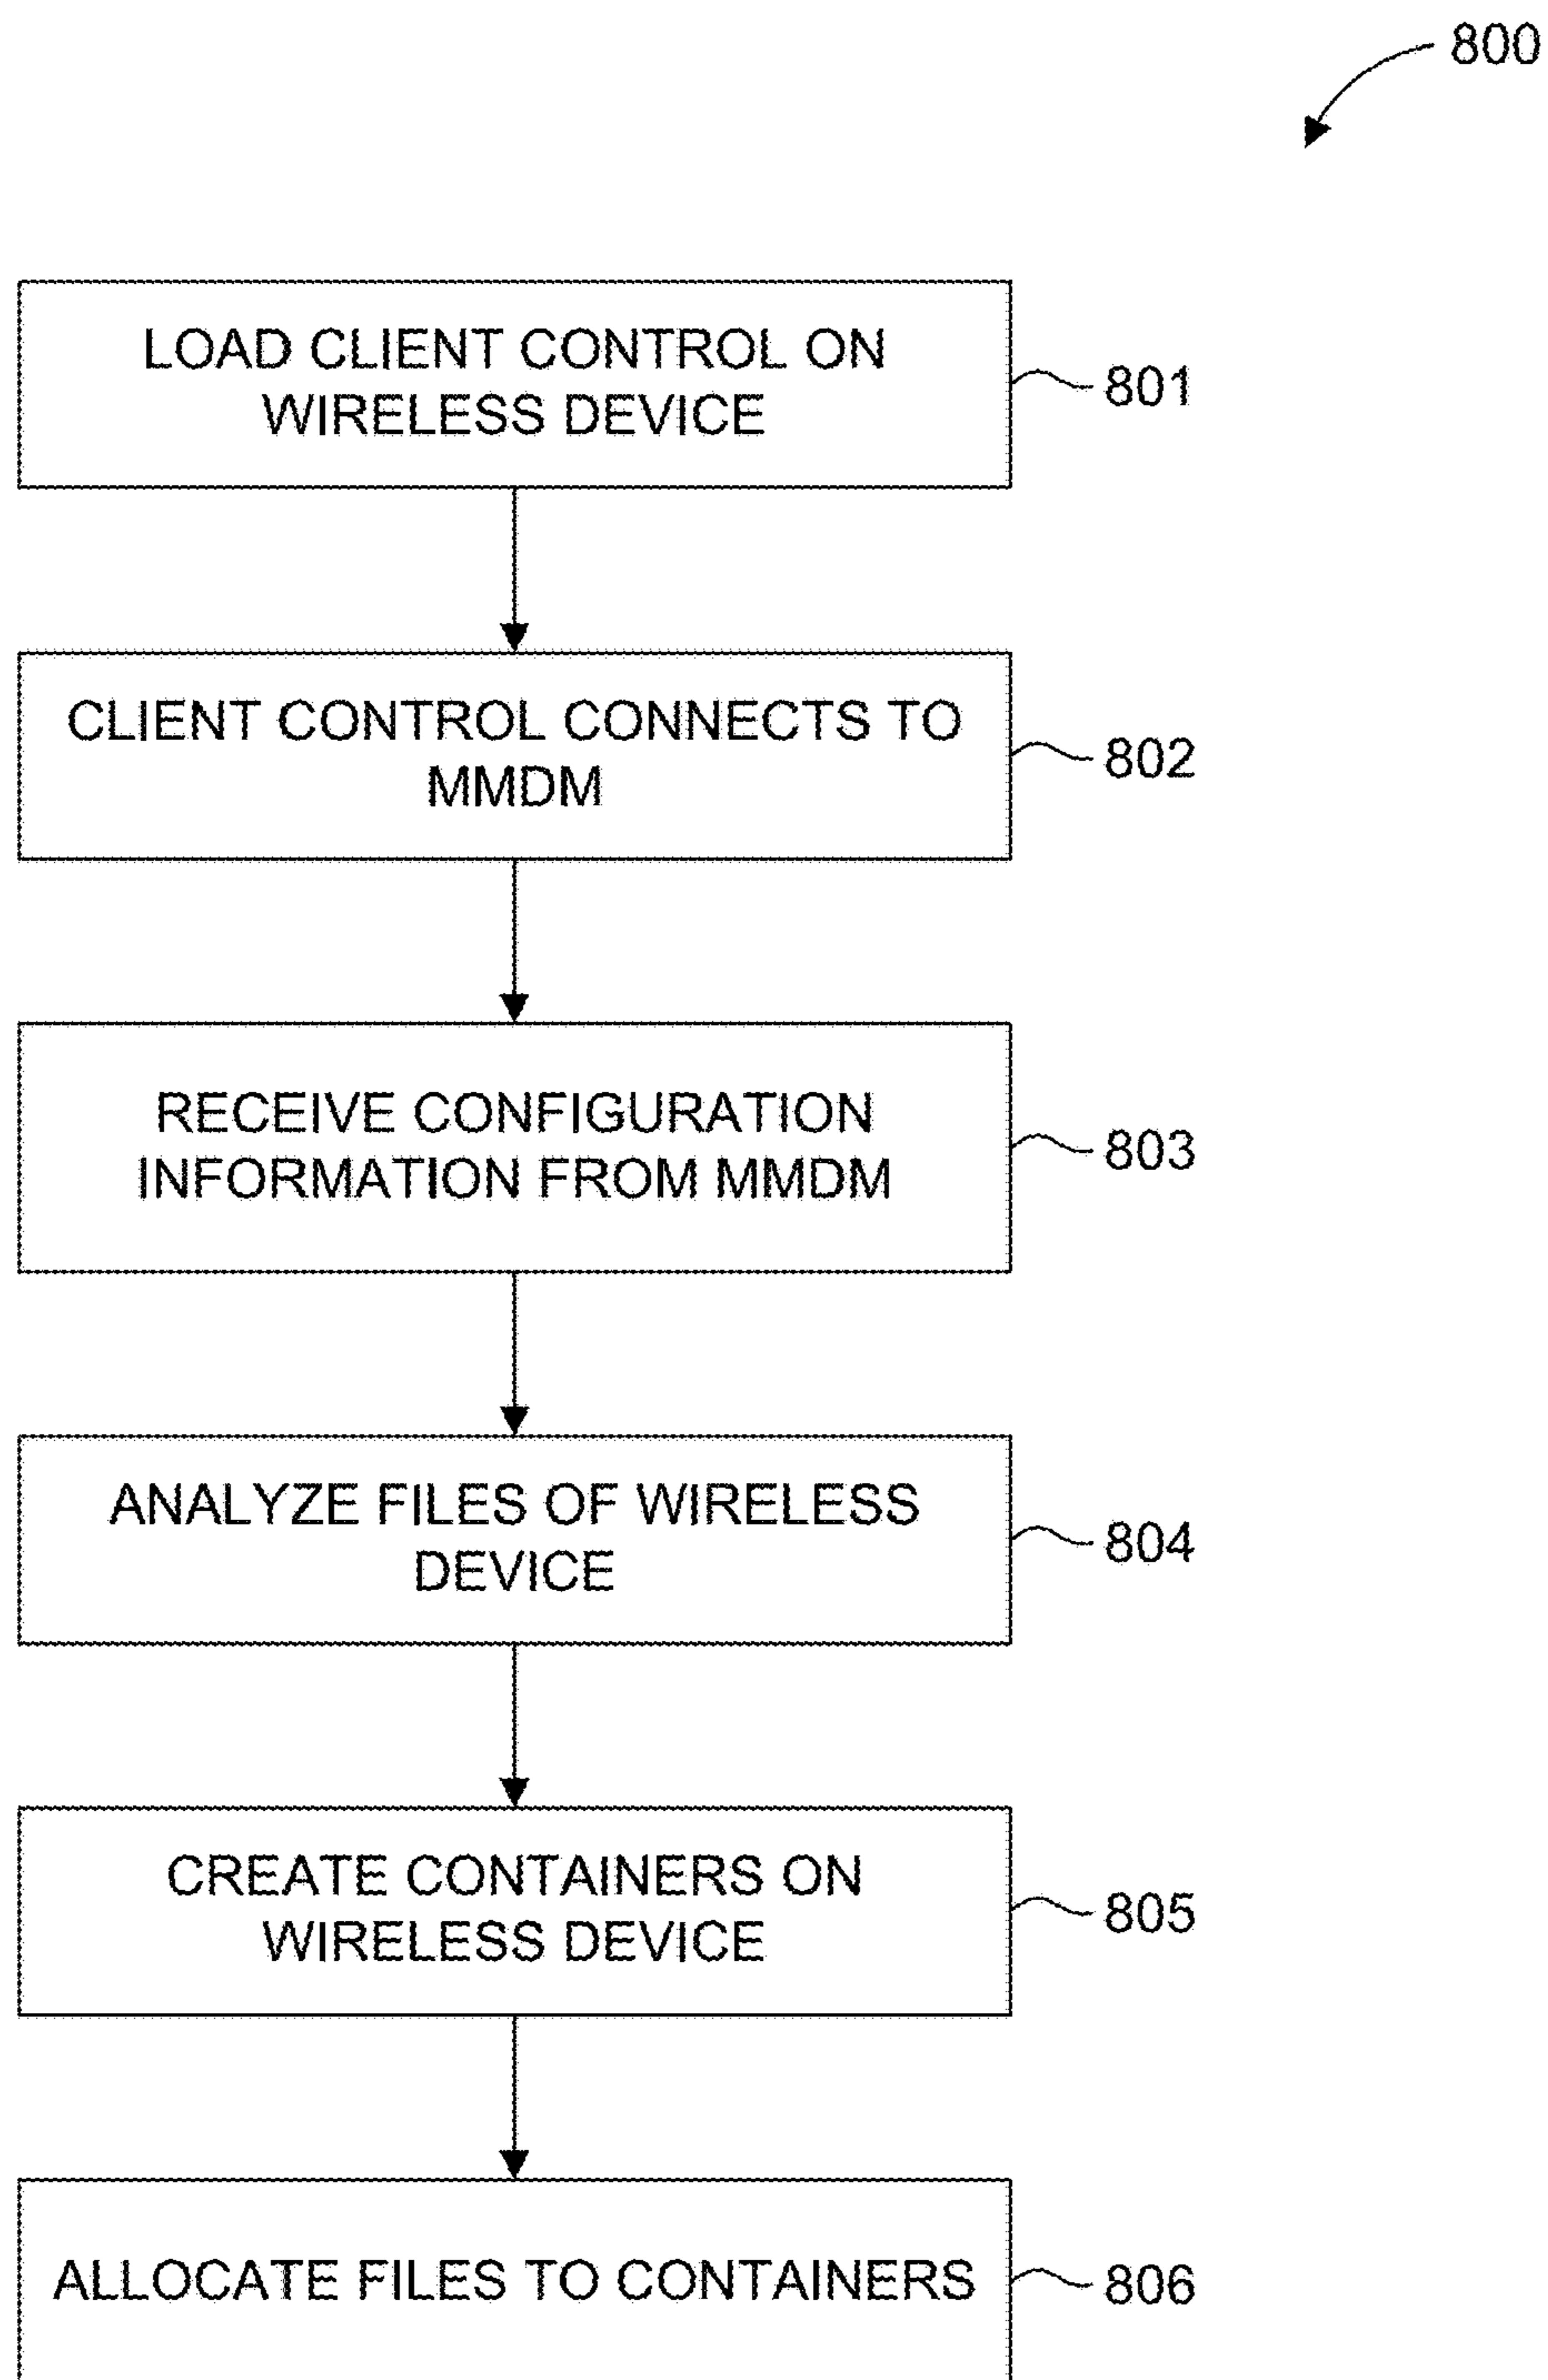 800
LOAD CLIENT CONTROL ON
WIRELESS DEVICE
801
CLIENT CONTROL CONNECTS TO
MMDM
802
RECEIVE CONFIGURATION
INFORMATION FROM MMDM
803
ANALYZE FILES OF WIRELESS
DEVICE
804
CREATE CONTAINERS ON
WIRELESS DEVICE
805
ALLOCATE FILES TO CONTAINERS
806